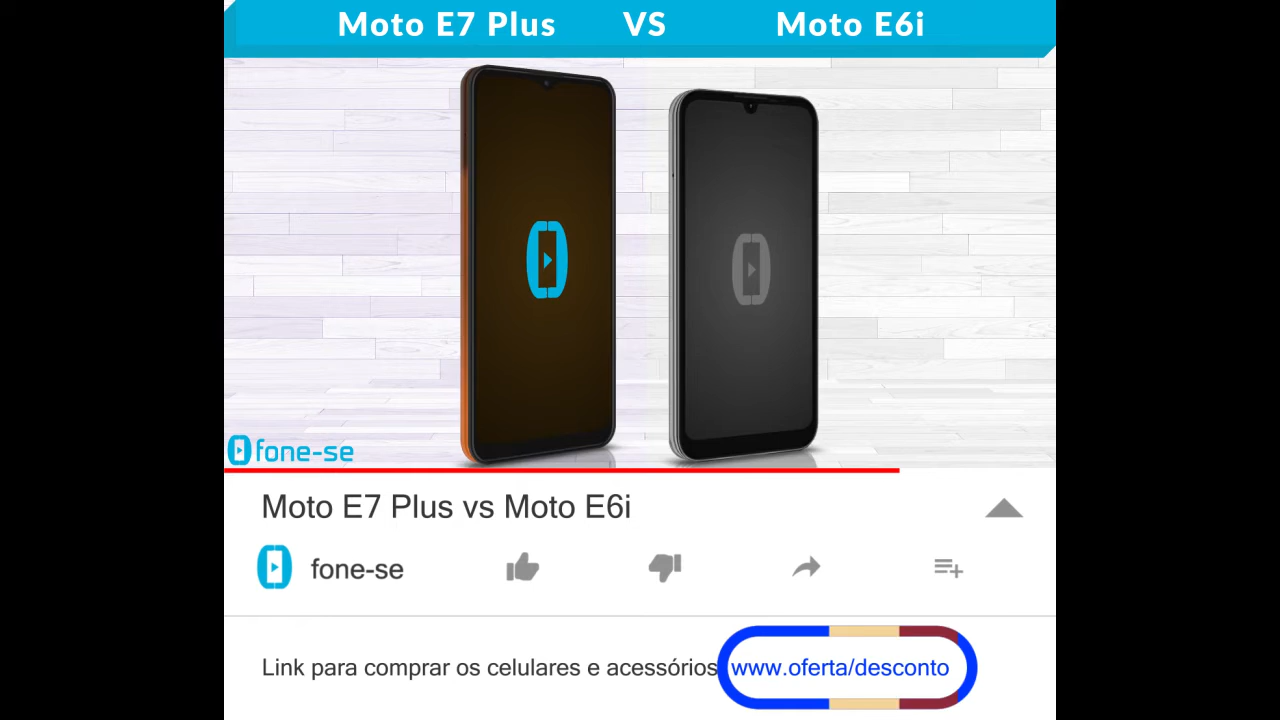 Moto E7 Plus VS Moto E6i
fone-se
Moto E7 Plus vs Moto E6i
fone-se
Link para comprar os celulares e acessórios www.oferta/desconto